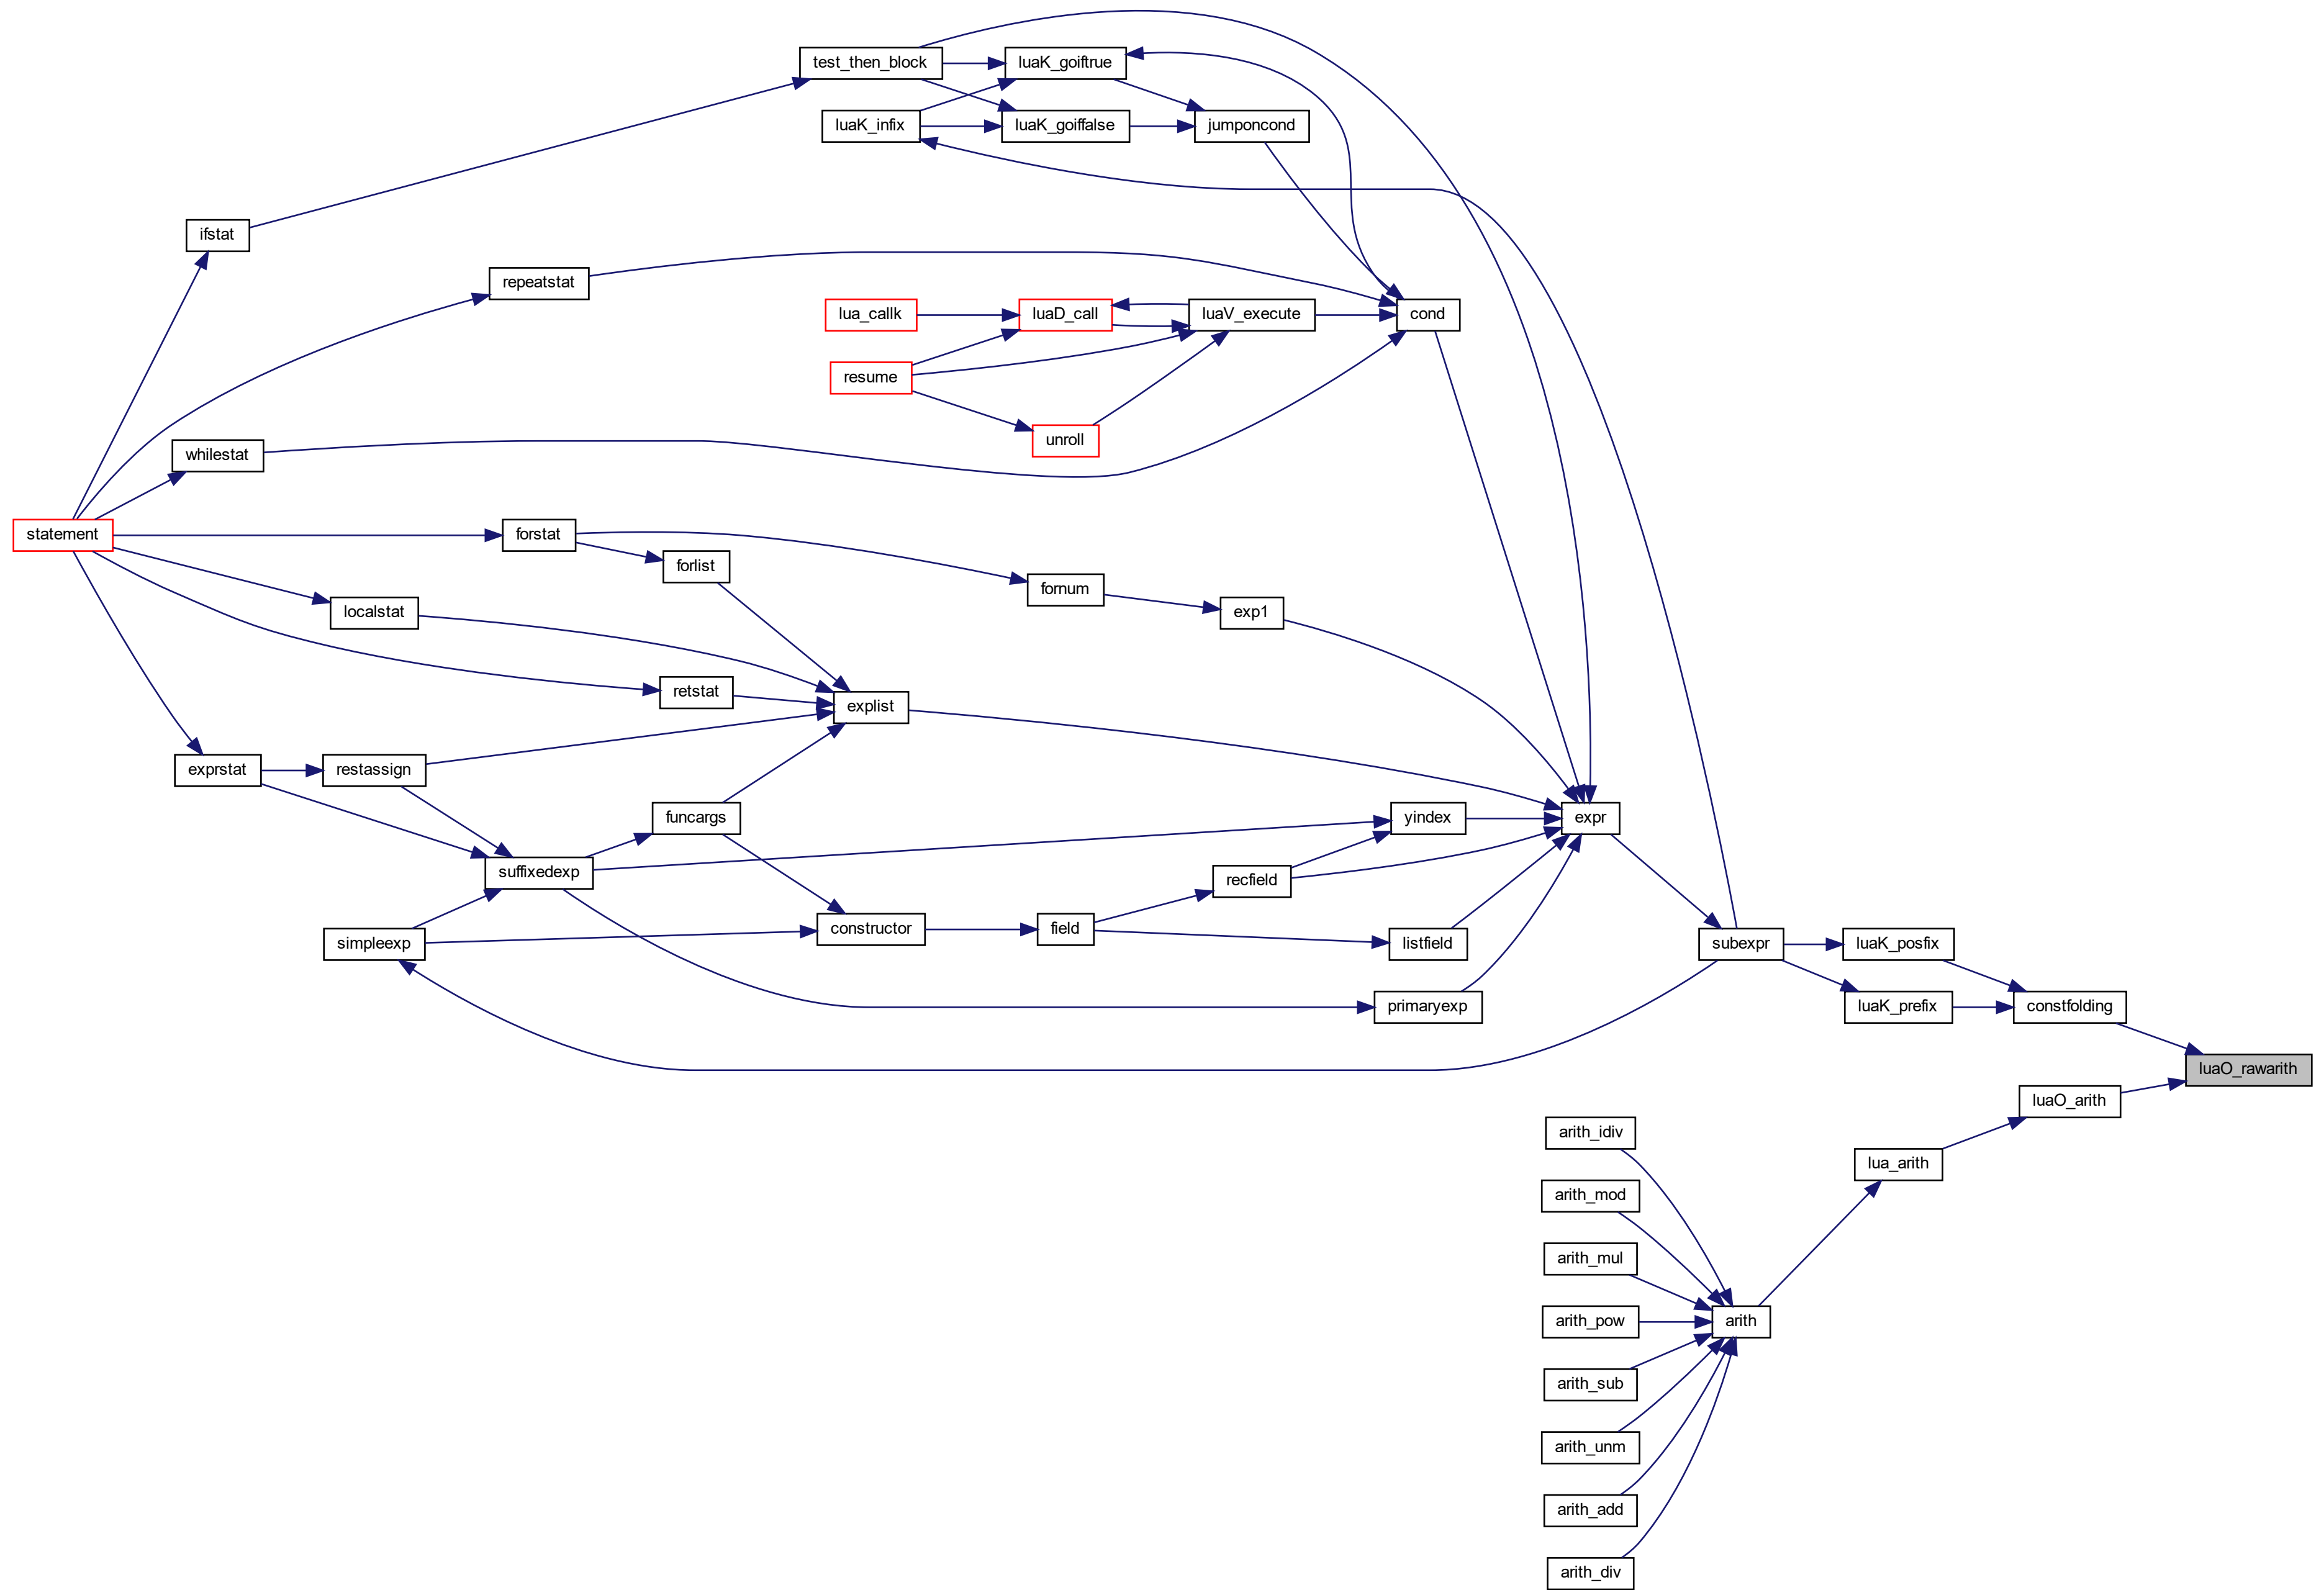 test_then_block
luaK_goiftrue
luaK_infix
luaK_goiffalse
jumponcond
ifstat
repeatstat
lua_callk
luaD_call
luaV_execute
cond
resume
unroll
whilestat
statement
forstat
forlist
fornum
exp1
localstat
retstat
explist
exprstat
restassign
funcargs
yindex
expr
suffixedexp
recfield
simpleexp
constructor
field
listfield
subexpr
luaK_posfix
primaryexp
luaK_prefix
constfolding
luaO_rawarith
luaO_arith
arith_idiv
lua_arith
arith_mod
arith_mul
arith_pow
arith
arith_sub
arith_unm
arith_add
arith_div